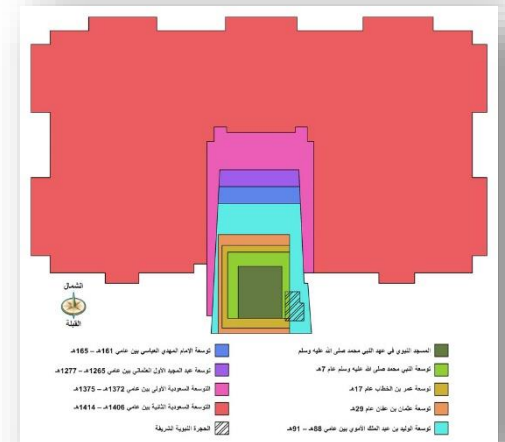 الشمال
القبلة
المسجد النبوي في عهد النبي محمد صلى الله عليه وسلم
توسعة النبي محمد صلى الله عليه وسلم عام 7هـ
توسعة عمر بن الخطاب عام 17هـ
توسعة عثمان بن عفان عام 29هـ
توسعة الوليد بن عبد الملك الأموي بين عامي 88هـ – 91هـ
توسعة الإمام المهدي العباسي بين عامي 161هـ – 165هـ
توسعة عبد المجيد الأول العثماني بين عامي 1265هـ – 1277هـ
التوسعة السعودية الأولى بين عامي 1372هـ – 1375هـ
التوسعة السعودية الثانية بين عامي 1406هـ – 1414هـ
الحجرة النبوية الشريفة